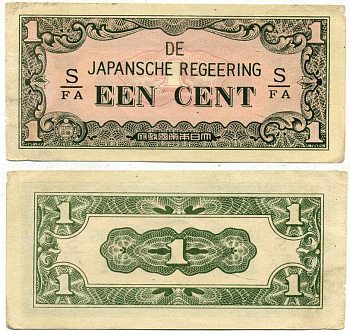 1 1
DE
JAPANSCHE REGEERING
S/FA S/FA
EEN CENT
1 1
府政國帝本日大
1 1
1
1 1